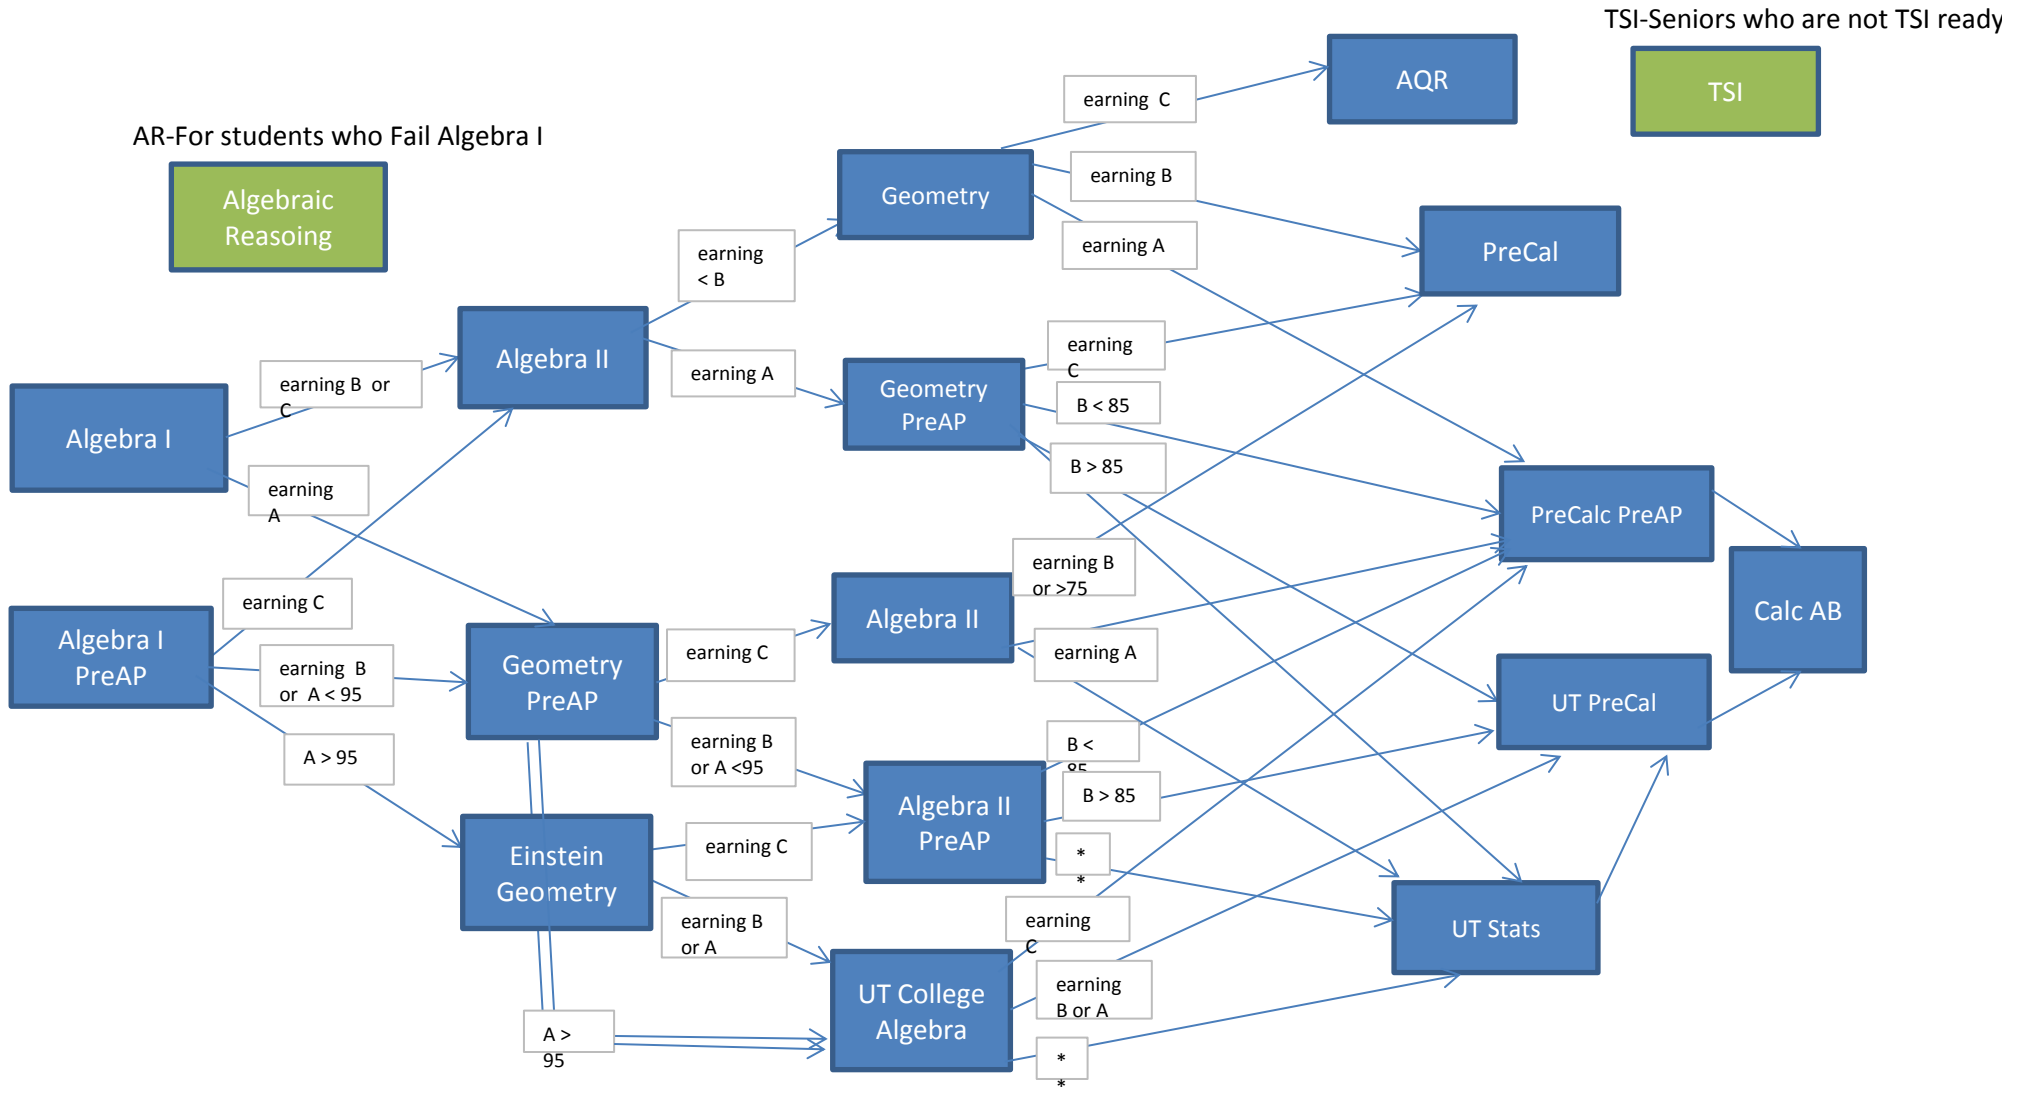 TSI-Seniors who are not TSI ready
TSI
AQR
earning C
AR-For students who Fail Algebra I
Algebraic
Reasoing
Geometry
earning B
earning A
PreCal
earning
< B
Algebra II
earning A
earning B or
C
Algebra I
earning
A
Geometry
PreAP
earning
C
B < 85
B > 85
PreCalc PreAP
Calc AB
earning C
Algebra I
PreAP
earning B
or A < 95
A > 95
Geometry
PreAP
earning C
Algebra II
earning B
or >75
earning A
UT PreCal
earning B
or A <95
Algebra II
PreAP
B <
85
B > 85
*
*
Einstein
Geometry
earning C
earning B
or A
earning
C
UT Stats
UT College
Algebra
earning
B or A
A >
95
*
*